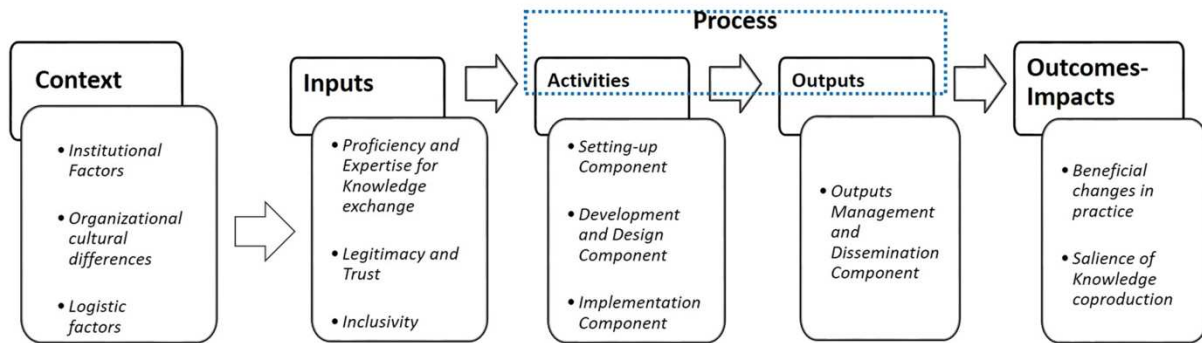 Process
Context
• Institutional
Factors
• Organizational
cultural
differences
• Logistic
factors
Inputs
• Proficiency and
Expertise for
Knowledge
exchange
• Legitimacy and
Trust
• Inclusivity
Activities
• Setting-up
Component
• Development
and Design
Component
• Implementation
Component
Outputs
• Outputs
Management
and
Dissemination
Component
Outcomes-
Impacts
• Beneficial
changes in
practice
• Salience of
Knowledge
coproduction